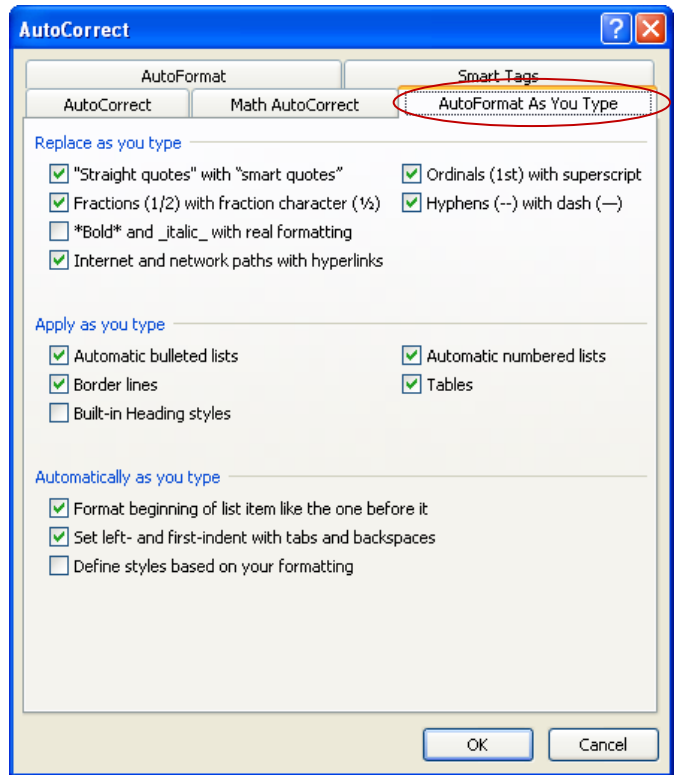 AutoCorrect
AutoFormat Smart Tags
AutoCorrect Math AutoCorrect AutoFormat As You Type
Replace as you type
"Straight quotes" with “smart quotes” Ordinals (1st) with superscript
Fractions (1/2) with fraction character (½) Hyphens (--) with dash (—)
*Bold* and _italic_ with real formatting
Internet and network paths with hyperlinks
Apply as you type
Automatic bulleted lists Automatic numbered lists
Border lines Tables
Built-in Heading styles
Automatically as you type
Format beginning of list item like the one before it
Set left- and first-indent with tabs and backspaces
Define styles based on your formatting
OK Cancel